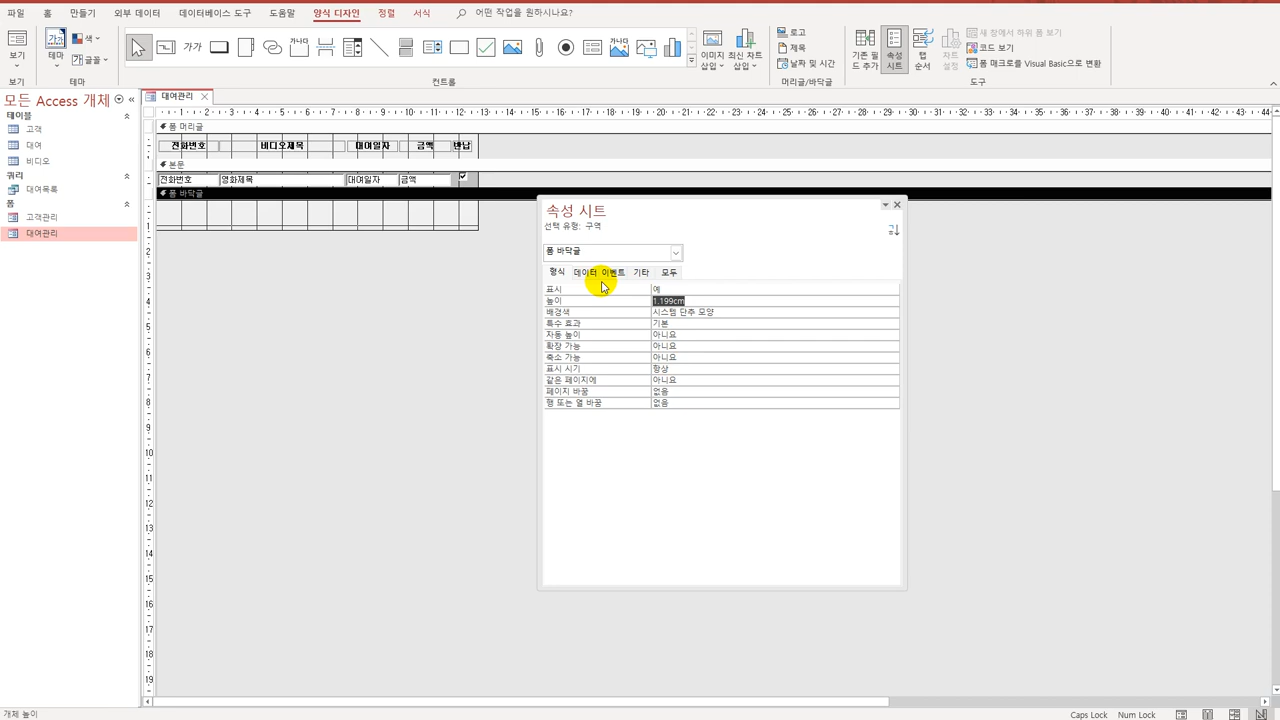 파일 홈 만들기 외부 데이터 데이터베이스 도구 도움말 양식 디자인 정렬 서식 어떤 작업을 원하시나요?
보기
보기
테마
색
글꼴
테마
가가
가나다
컨트롤
이미지 삽입
최신 차트 삽입
로고
제목
날짜 및 시간
머리글/바닥글
기존 필드 추가
속성 시트
탭 순서
차트 설정
새 창에서 하위 폼 보기
코드 보기
폼 매크로를 Visual Basic으로 변환
도구
모든 Access 개체
테이블
고객
대여
비디오
쿼리
대여목록
폼
고객관리
대여관리
대여관리
폼 머리글
전화번호 비디오제목 대여일자 금액 반납
본문
전화번호 영화제목 대여일자 금액
폼 바닥글
속성 시트
선택 유형: 구역
폼 바닥글
형식 데이터 이벤트 기타 모두
표시 예
높이 1.199cm
배경색 시스템 단추 모양
특수 효과 기본
자동 높이 아니요
확장 가능 아니요
축소 가능 아니요
표시 시기 항상
같은 페이지에 아니요
페이지 바꿈 없음
행 또는 열 바꿈 없음
개체 높이
Caps Lock Num Lock